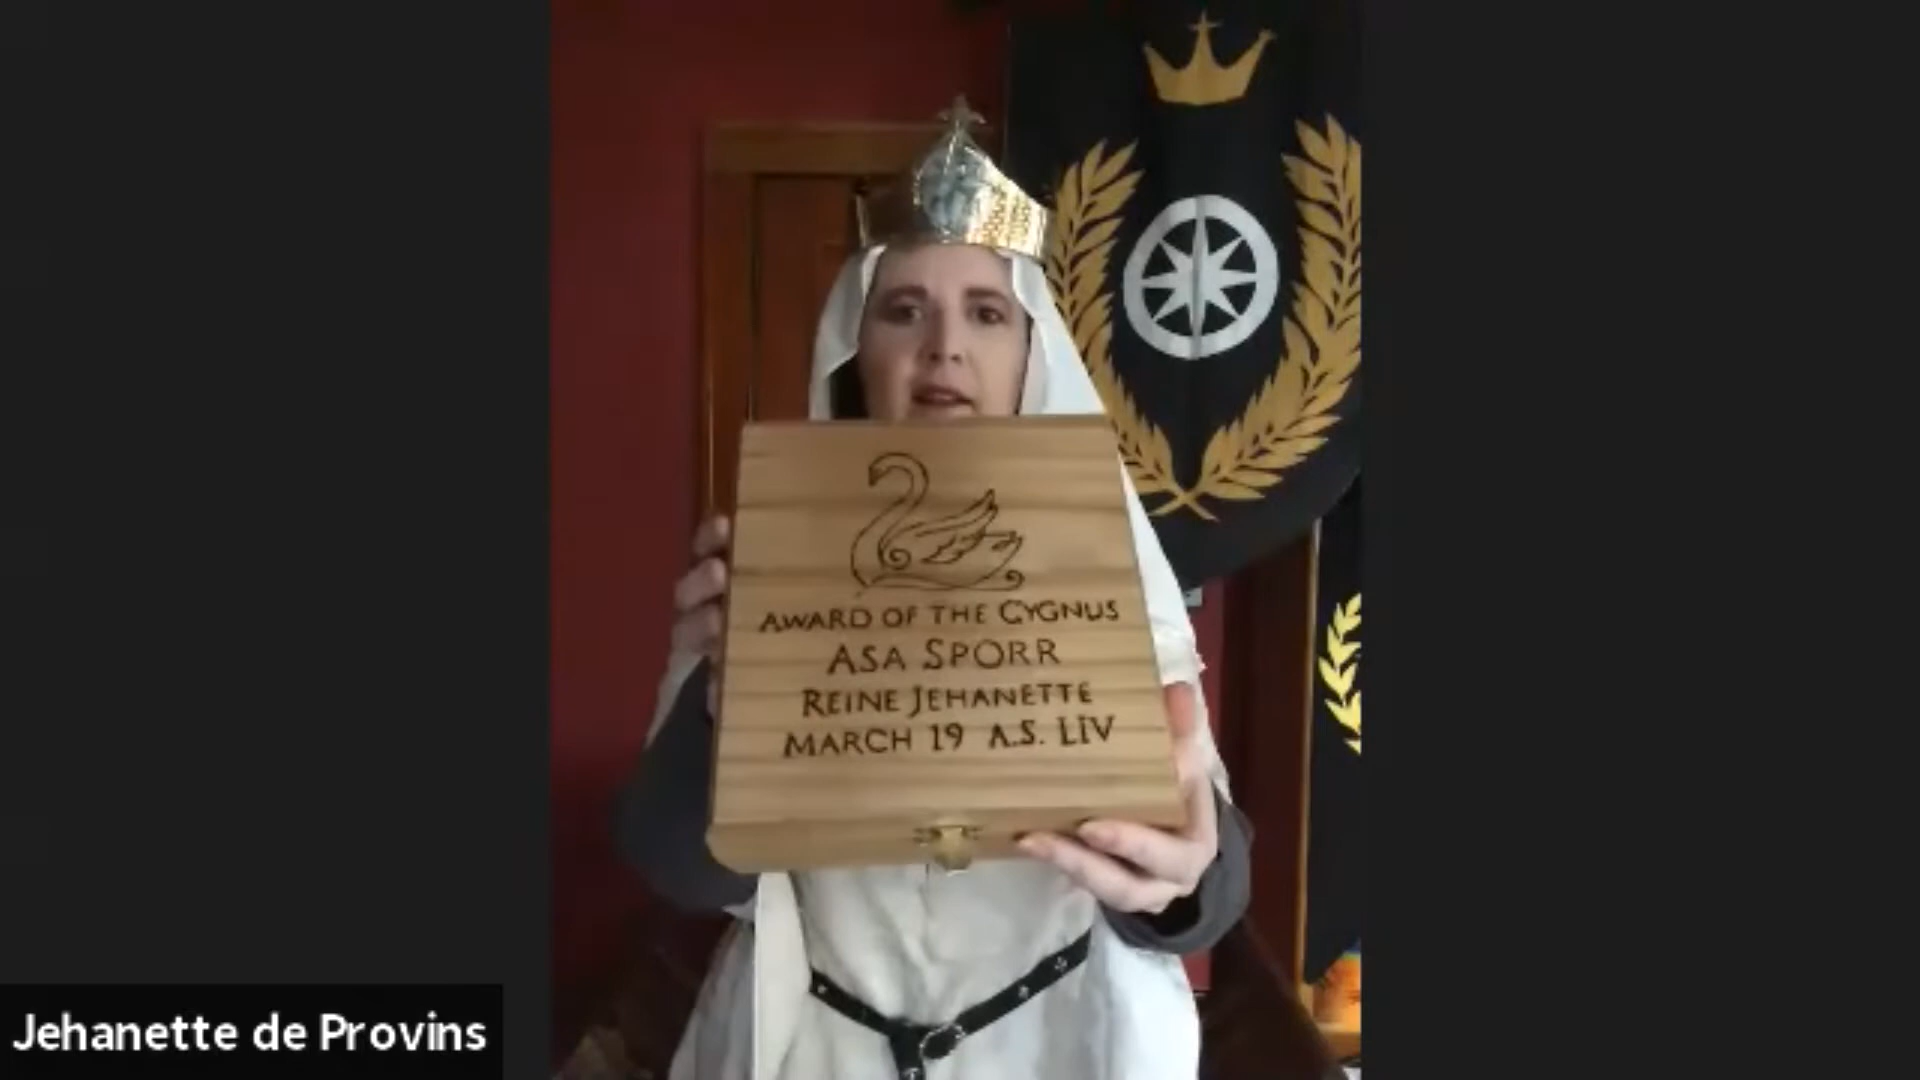 AWARD OF THE CYGNUS
ASA SPORR
REINE JEHANETTE
MARCH 19 A.S. LIV
Jehanette de Provins